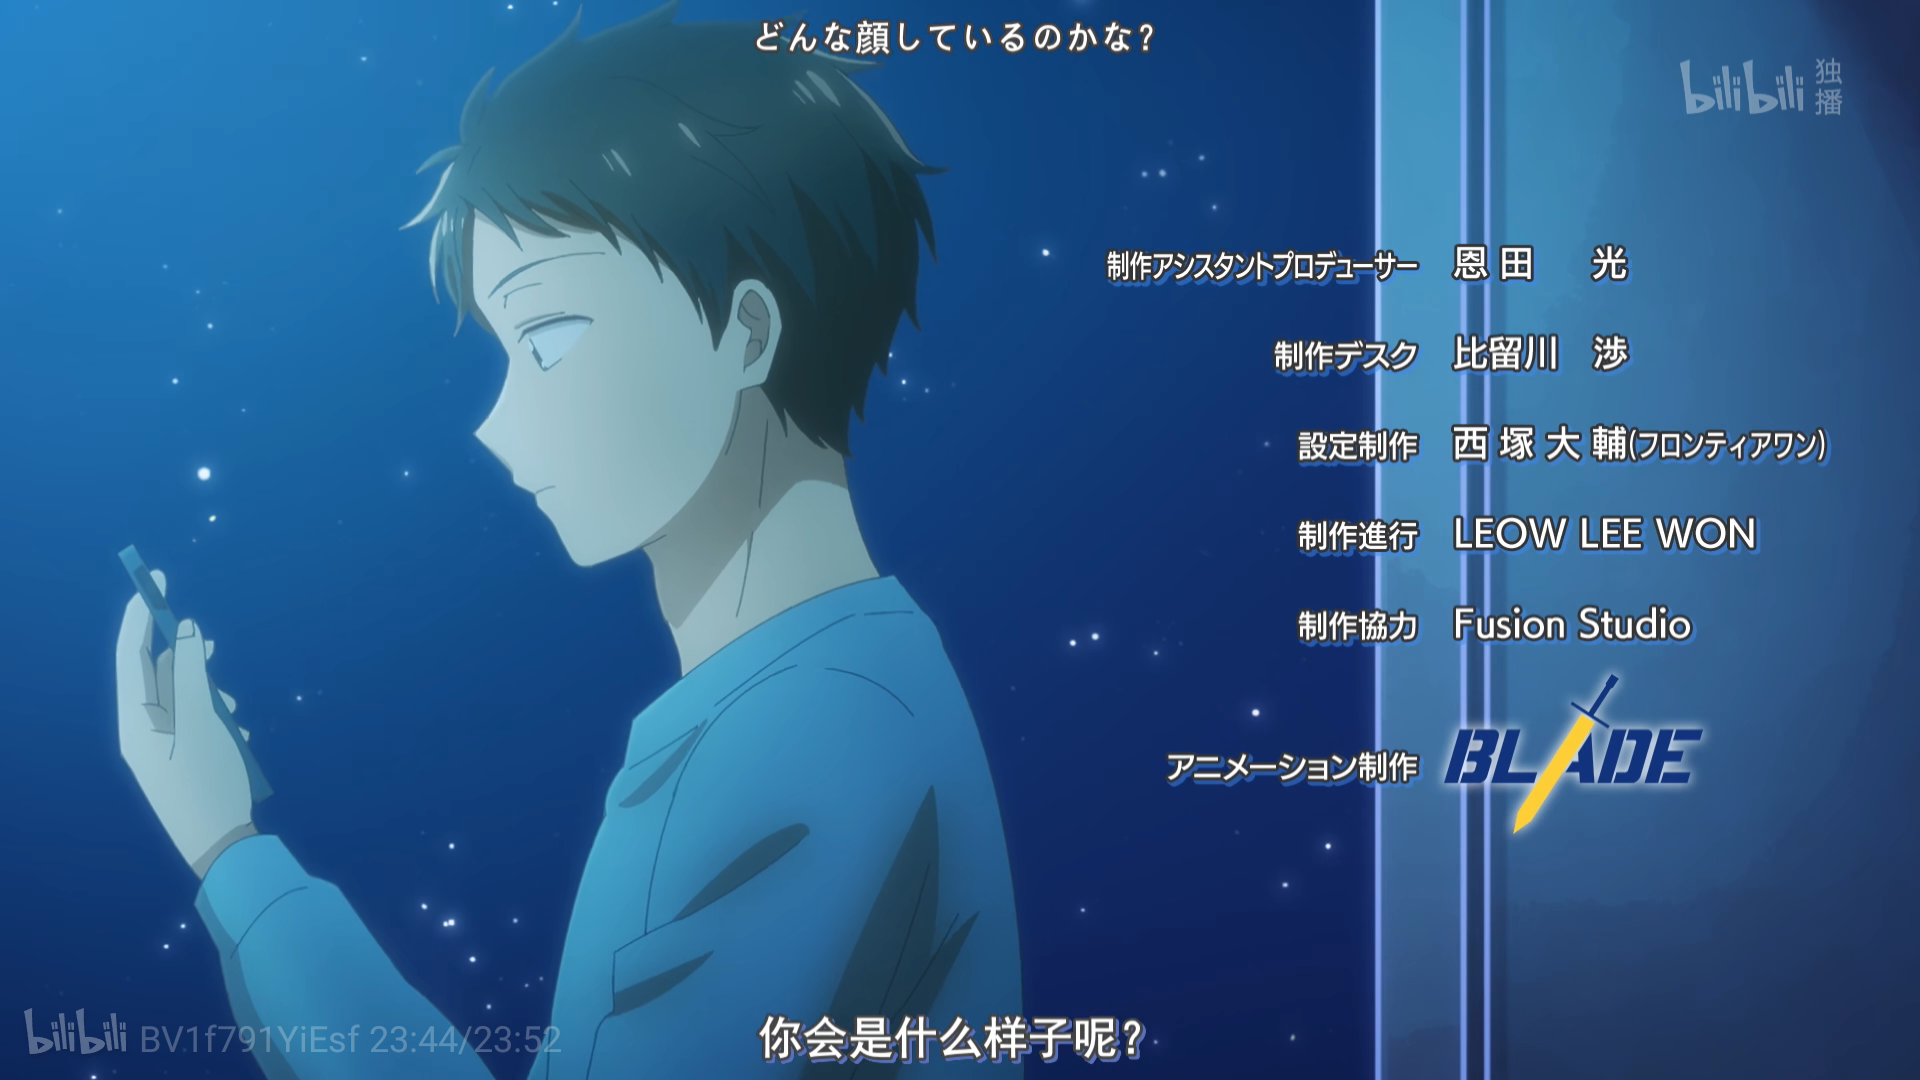 どんな顔しているのかな?
bilibili 独播
制作アシスタントプロデューサー 恩田 光
制作デスク 比留川 渉
設定制作 西塚大輔(フロンティアワン)
制作進行 LEOW LEE WON
制作協力 Fusion Studio
アニメーション制作 BLADE
你会是什么样子呢?
bilibili BV1f791YiEsf 23:44/23:52